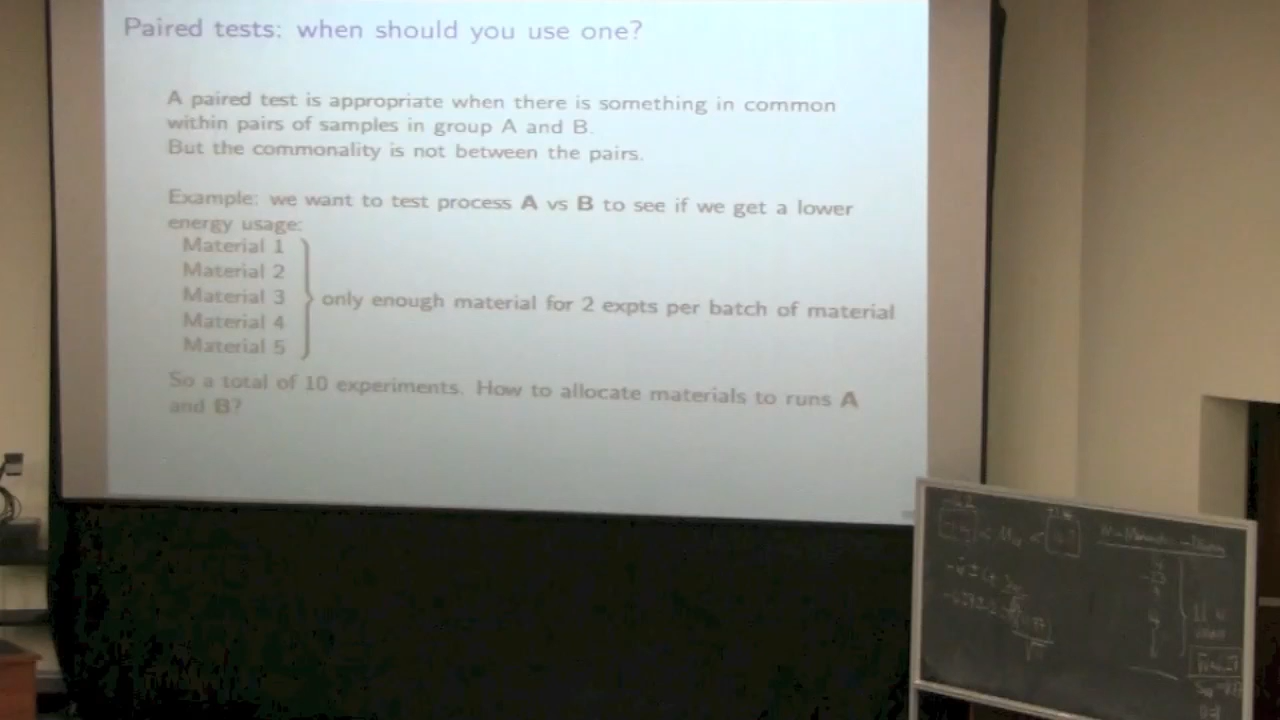 Paired tests: when should you use one?
A paired test is appropriate when there is something in common
within pairs of samples in group A and B.
But the commonality is not between the pairs.
Example: we want to test process A vs B to see if we get a lower
energy usage:
Material 1
Material 2
Material 3
Material 4
Material 5
only enough material for 2 expts per batch of material
So a total of 10 experiments. How to allocate materials to runs A
and B?